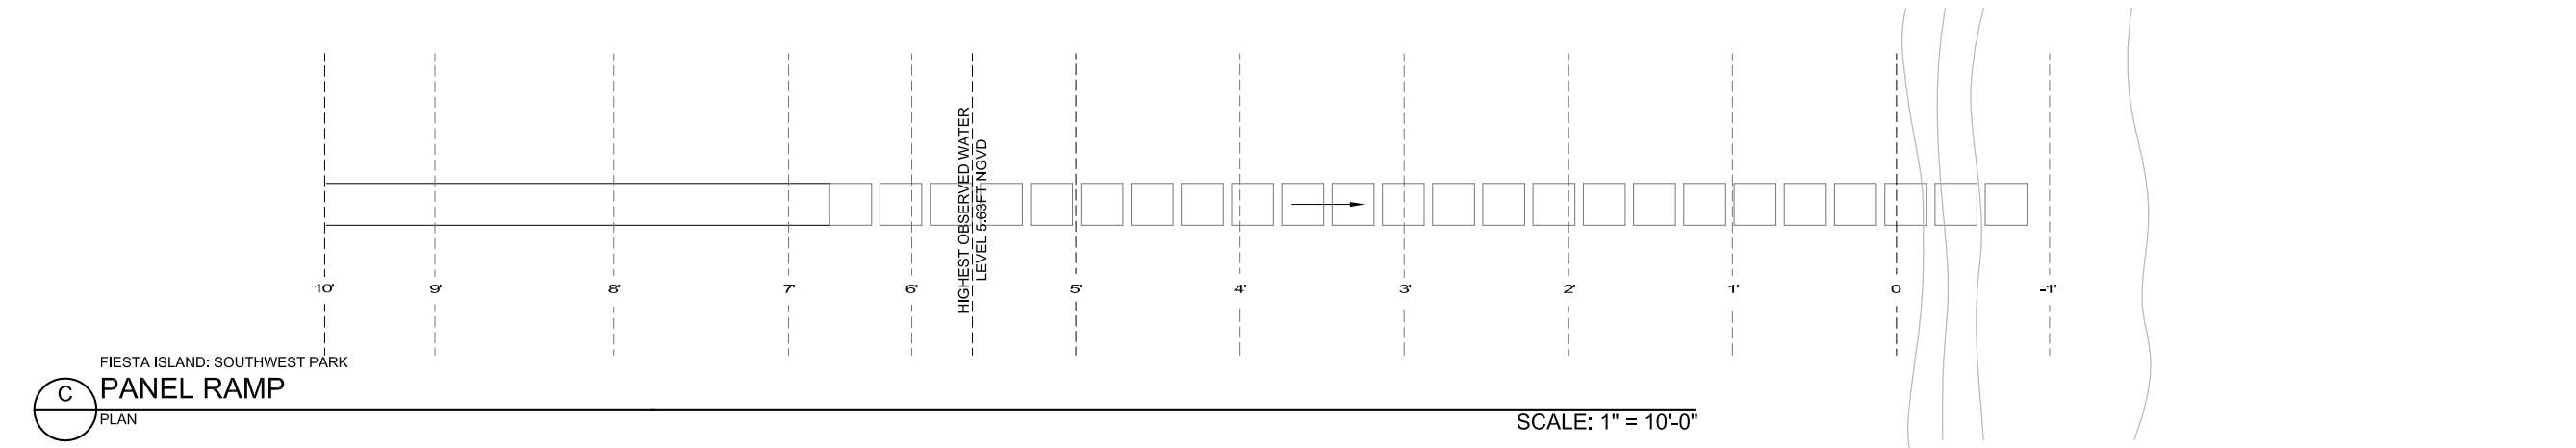 HIGHEST OBSERVED WATER
LEVEL 5.63FT NGVD
10' 9' 8' 7' 6' 5' 4' 3' 2' 1' 0 -1'
FIESTA ISLAND: SOUTHWEST PARK
C PANEL RAMP
PLAN
SCALE: 1" = 10'-0"